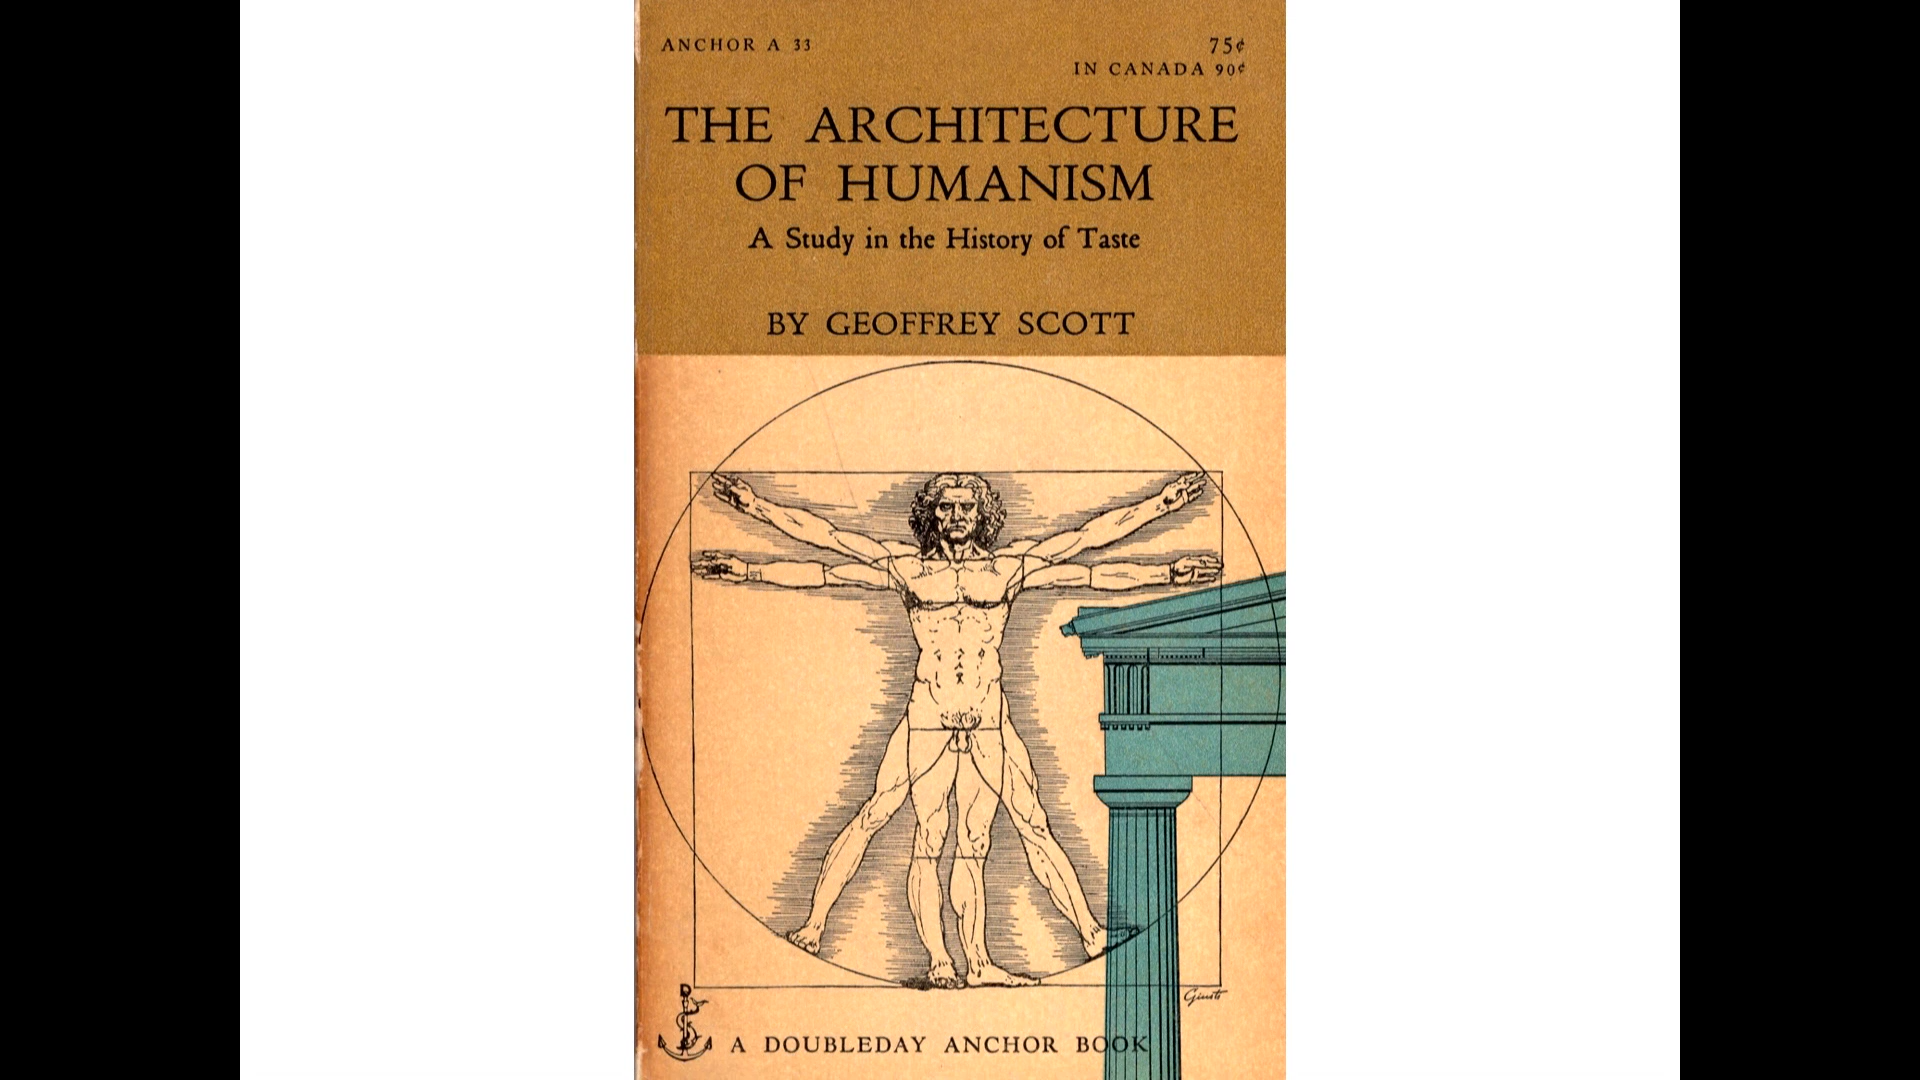 ANCHOR A 33
75¢
IN CANADA 90¢
THE ARCHITECTURE
OF HUMANISM
A Study in the History of Taste
BY GEOFFREY SCOTT
Giusti
A DOUBLEDAY ANCHOR BOOK